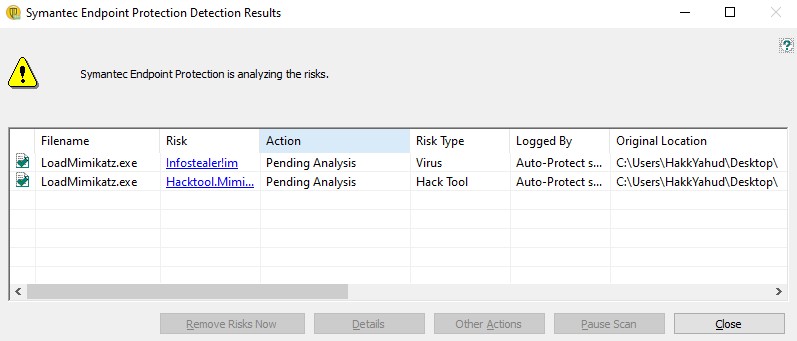 Symantec Endpoint Protection Detection Results
?
Symantec Endpoint Protection is analyzing the risks.
Filename Risk Action Risk Type Logged By Original Location
LoadMimikatz.exe Infostealer!im Pending Analysis Virus Auto-Protect s... C:\Users\HakkYahud\Desktop\
LoadMimikatz.exe Hacktool.Mimi... Pending Analysis Hack Tool Auto-Protect s... C:\Users\HakkYahud\Desktop\
Remove Risks Now Details Other Actions Pause Scan Close